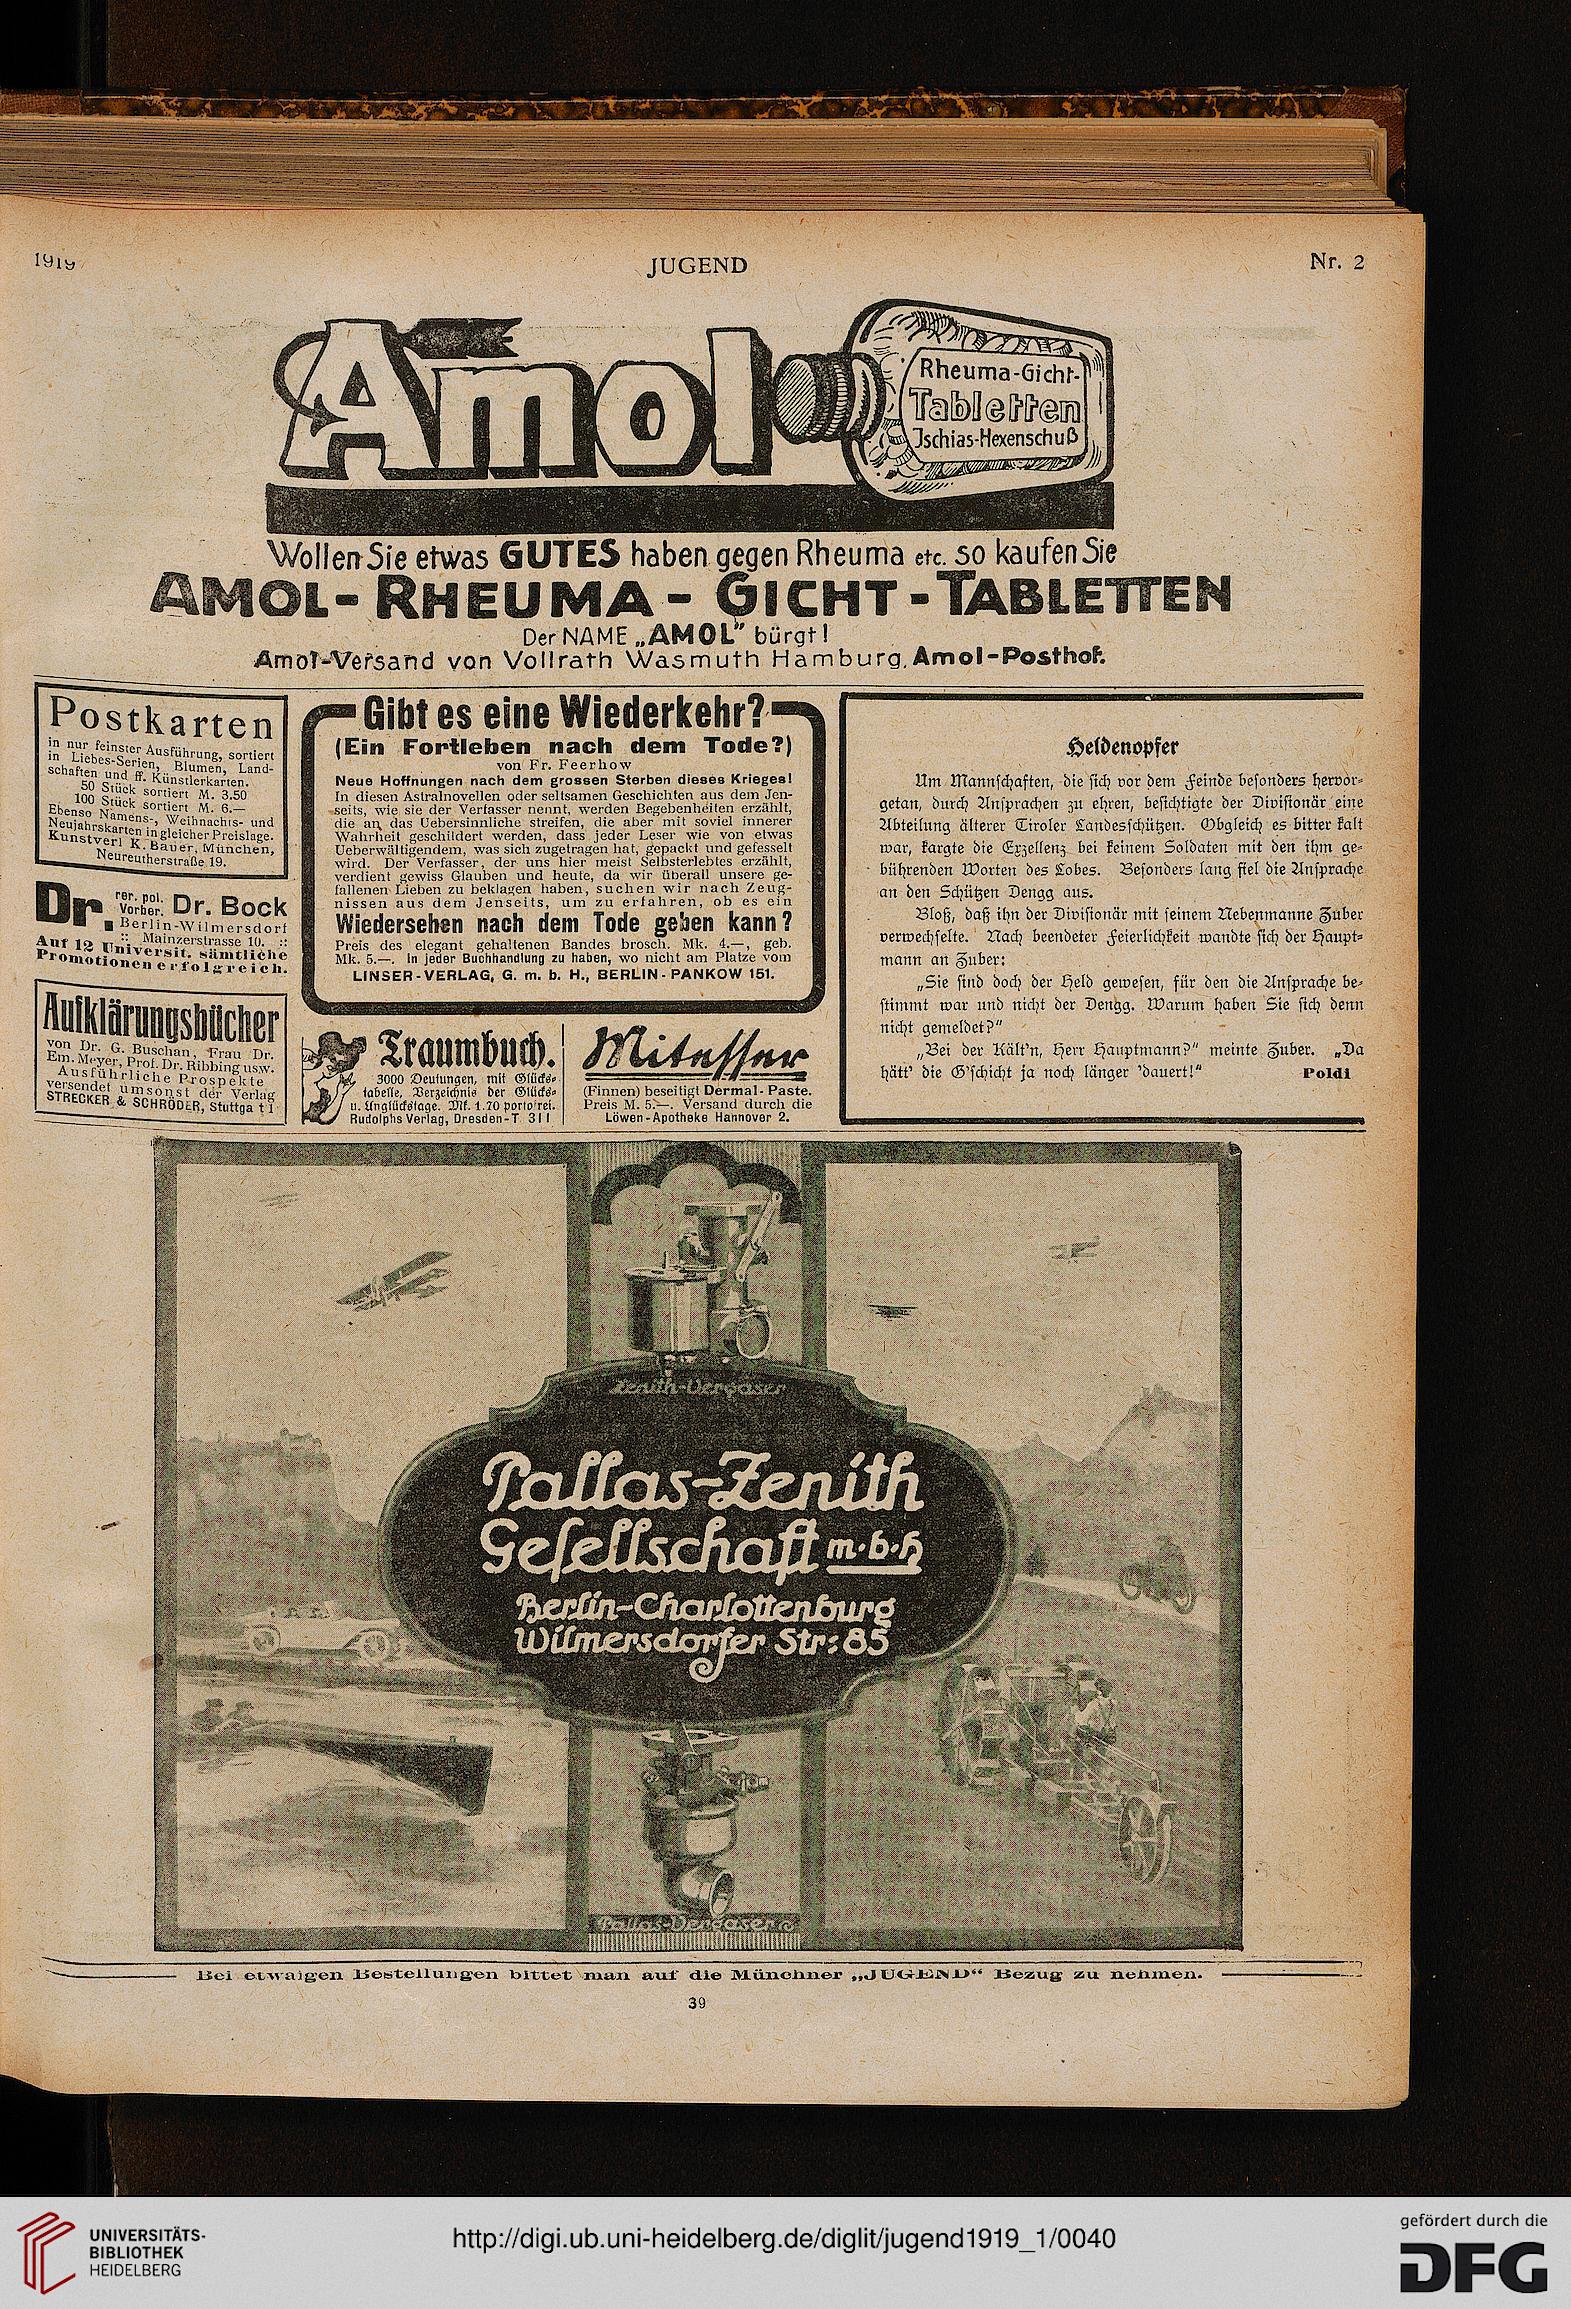 1919
JUGEND
Nr. 2
Amol
Rheuma-Gicht-
Tabletten
Ischias-Hexenschuß
Wollen Sie etwas GUTES haben gegen Rheuma etc. so kaufen Sie
AMOL-RHEUMA-GICHT-TABLETTEN
Der NAME „AMOL" bürgt!
Amol-Versand von Vollrath Wasmuth Hamburg, Amol-Posthof.
Postkarten
in nur feinster Ausführung, sortiert
in Liebes-Serien, Blumen, Land-
schaften und ff. Künstlerkarten.
50 Stück sortiert M. 3.50
100 Stück sortiert M. 6.—
Ebenso Namens-, Weihnachts- und
Neujahrskarten in gleicher Preislage.
Kunstverl K. Bauer, München,
Neureutherstraße 19.
Dr. rer. pol.
Vorber. Dr. Bock
Berlin-Wilmersdorf
:: Mainzerstrasse 10. ::
Auf 12 Universit. sämtliche
Promotionen erfolgreich.
Aufklärungsbücher
von Dr. G. Buschan, Frau Dr.
Em. Meyer, Prof. Dr. Ribbing usw.
Ausführliche Prospekte
versendet umsonst der Verlag
STRECKER & SCHRÖDER, Stuttga t I
Gibt es eine Wiederkehr?
(Ein Fortleben nach dem Tode?)
von Fr. Feerhow
Neue Hoffnungen nach dem grossen Sterben dieses Krieges!
In diesen Astralnovellen oder seltsamen Geschichten aus dem Jen-
seits, wie sie der Verfasser nennt, werden Begebenheiten erzählt,
die an das Uebersinnliche streifen, die aber mit soviel innerer
Wahrheit geschildert werden, dass jeder Leser wie von etwas
Ueberwältigendem, was sich zugetragen hat, gepackt und gefesselt
wird. Der Verfasser, der uns hier meist Selbsterlebtes erzählt,
verdient gewiss Glauben und heute, da wir überall unsere ge-
fallenen Lieben zu beklagen haben, suchen wir nach Zeug-
nissen aus dem Jenseits, um zu erfahren, ob es ein
Wiedersehen nach dem Tode geben kann?
Preis des elegant gehaltenen Bandes brosch. Mk. 4.—, geb.
Mk. 5.—. In jeder Buchhandlung zu haben, wo nicht am Platze vom
LINSER-VERLAG, G. m. b. H., BERLIN-PANKOW 151.
Traumbuch.
3000 Deutungen, mit Glücks-
tabelle, Verzeichnis der Glücks-
u. Unglückstage. Mk. 1.70 porto'rei.
Rudolphs Verlag, Dresden-T 311
Mitesser
(Finnen) beseitigt Dermal-Paste.
Preis M. 5.—. Versand durch die
Löwen-Apotheke Hannover 2.
Heldenopfer
Um Mannschaften, die sich vor dem Feinde besonders hervor-
getan, durch Ansprachen zu ehren, besichtigte der Divisionär eine
Abteilung älterer Tiroler Landesschützen. Obgleich es bitter kalt
war, kargte die Exzellenz bei keinem Soldaten mit den ihm ge-
bührenden Worten des Lobes. Besonders lang fiel die Ansprache
an den Schützen Dengg aus.
Bloß, daß ihn der Divisionär mit seinem Nebenmanne Zuber
verwechselte. Nach beendeter Feierlichkeit wandte sich der Haupt-
mann an Zuber:
„Sie sind doch der Held gewesen, für den die Ansprache be-
stimmt war und nicht der Dengg. Warum haben Sie sich denn
nicht gemeldet?"
„Bei der Kält'n, Herr Hauptmann?" meinte Zuber. „Da
hätt' die G'schicht ja noch länger 'dauert!" Poldi
Zenith-Vergaser
Pallas-Zenith
Gesellschaft m·b·h
Berlin-Charlottenburg
Wilmersdorfer Str: 85
Pallas-Vergaser
Bei etwaigen Bestellungen bittet man auf die Münchner „JUGEND" Bezug zu nehmen.
39
UNIVERSITÄTS-
BIBLIOTHEK
HEIDELBERG
http://digi.ub.uni-heidelberg.de/diglit/jugend1919_1/0040
gefördert durch die
DFG